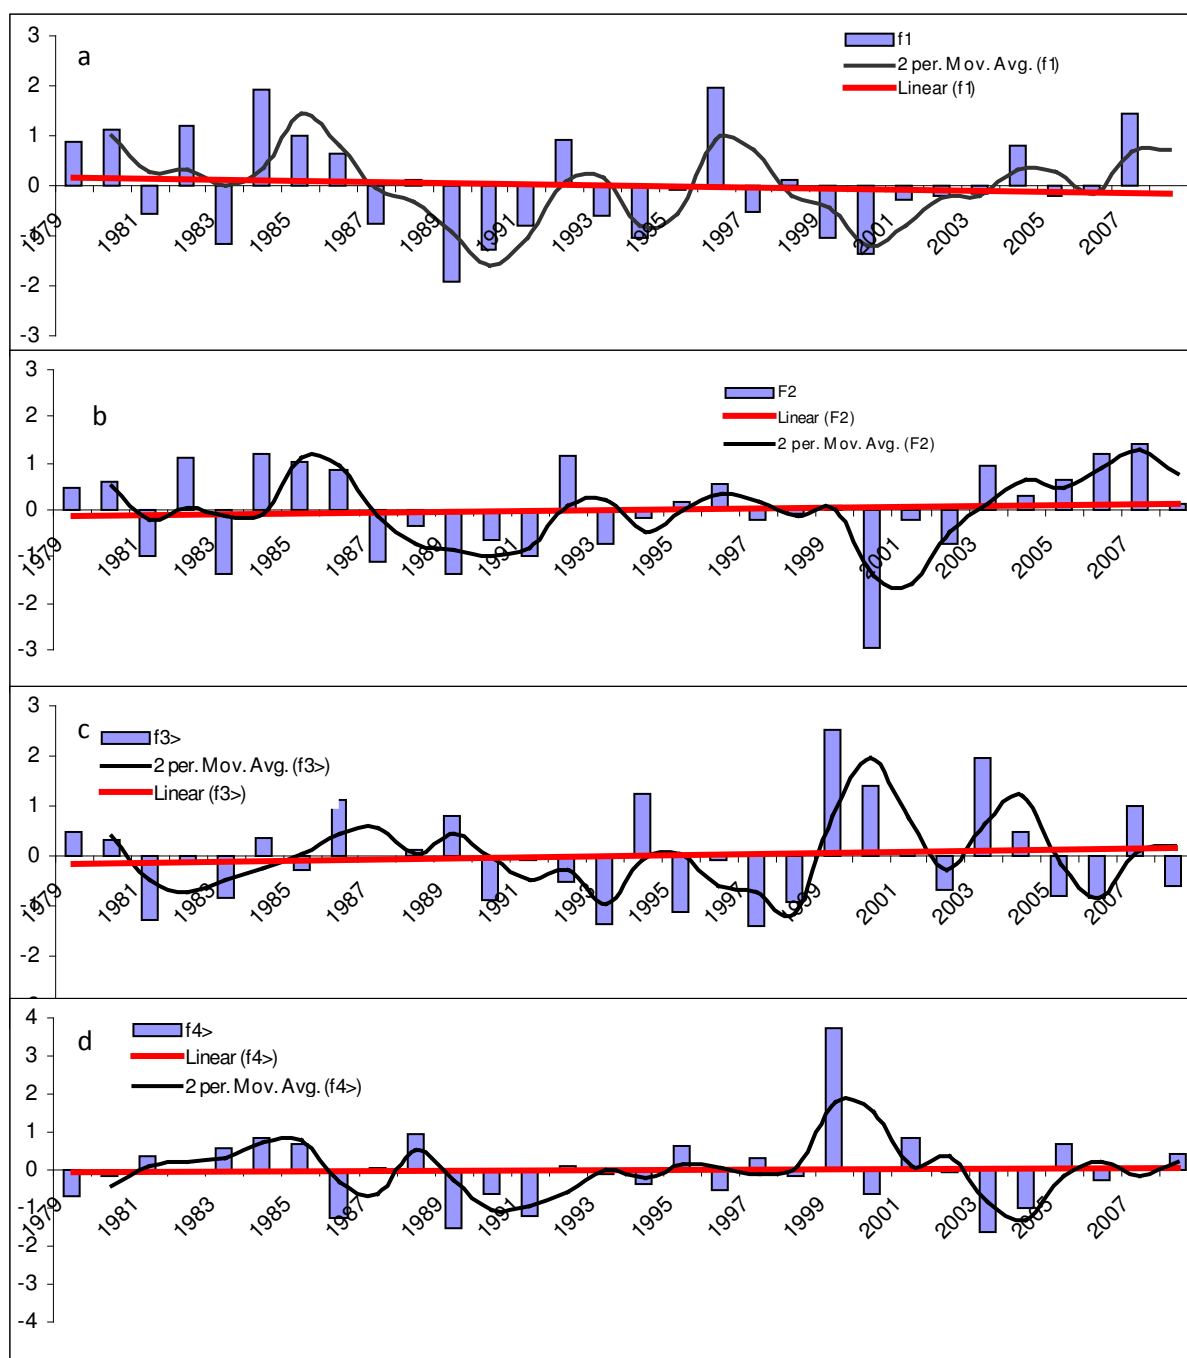 3
a
f1
2 per. Mov. Avg. (f1)
Linear (f1)
2
1
0
-1
-2
-3
1979 1981 1983 1985 1987 1989 1991 1993 1995 1997 1999 2001 2003 2005 2007
3
b
F2
Linear (F2)
2 per. Mov. Avg. (F2)
2
1
0
-1
-2
-3
1979 1981 1983 1985 1987 1989 1991 1993 1995 1997 1999 2001 2003 2005 2007
3
c
f3>
2 per. Mov. Avg. (f3>)
Linear (f3>)
2
1
0
-1
-2
1979 1981 1983 1985 1987 1989 1991 1993 1995 1997 1999 2001 2003 2005 2007
4
d
f4>
Linear (f4>)
2 per. Mov. Avg. (f4>)
3
2
1
0
-1
-2
-3
-4
1979 1981 1983 1985 1987 1989 1991 1993 1995 1997 1999 2001 2003 2005 2007